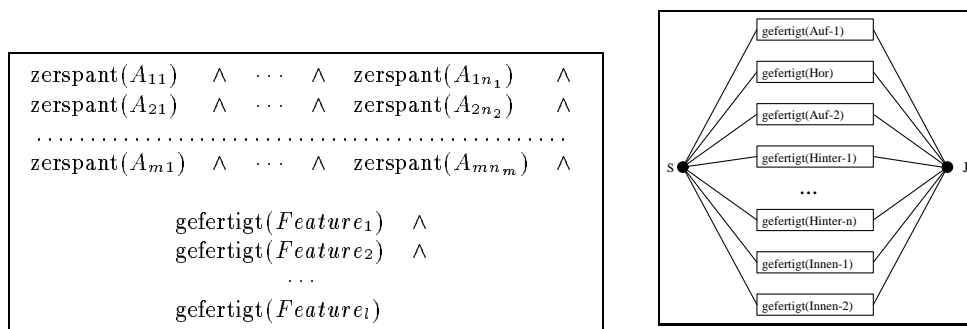 zerspant(A₁₁) ∧ ··· ∧ zerspant(A₁ₙ₁) ∧
zerspant(A₂₁) ∧ ··· ∧ zerspant(A₂ₙ₂) ∧
......................................................
zerspant(Aₘ₁) ∧ ··· ∧ zerspant(Aₘₙₘ) ∧
gefertigt(Feature₁) ∧
gefertigt(Feature₂) ∧
···
gefertigt(Featureₗ)
gefertigt(Auf-1)
gefertigt(Hor)
gefertigt(Auf-2)
gefertigt(Hinter-1)
S
J
...
gefertigt(Hinter-n)
gefertigt(Innen-1)
gefertigt(Innen-2)